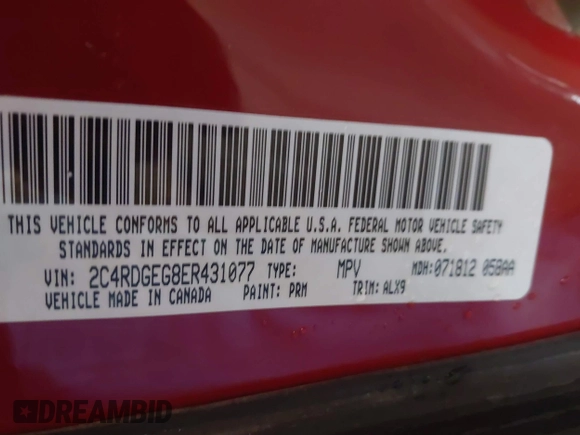 THIS VEHICLE CONFORMS TO ALL APPLICABLE U.S.A. FEDERAL MOTOR VEHICLE SAFETY
STANDARDS IN EFFECT ON THE DATE OF MANUFACTURE SHOWN ABOVE.
VIN: 2C4RDGEG8ER431077 TYPE: MPV MDH:071812 058AA
VEHICLE MADE IN CANADA PAINT: PRM TRIM: ALX9
DREAMBID